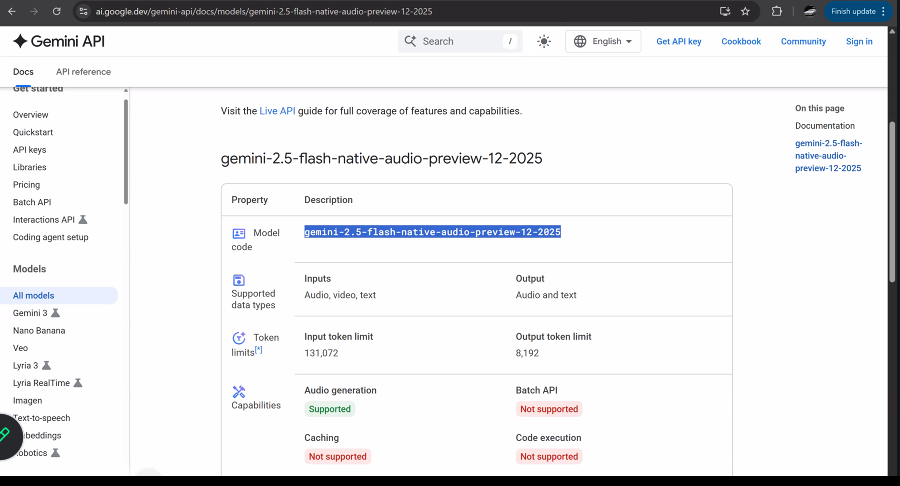 ai.google.dev/gemini-api/docs/models/gemini-2.5-flash-native-audio-preview-12-2025
Finish update
Gemini API
Search
/
English
Get API key
Cookbook
Community
Sign in
Docs
API reference
Get started
Overview
Quickstart
API keys
Libraries
Pricing
Batch API
Interactions API
Coding agent setup
Models
All models
Gemini 3
Nano Banana
Veo
Lyria 3
Lyria RealTime
Imagen
Text-to-speech
beddings
obotics
Visit the Live API guide for full coverage of features and capabilities.
gemini-2.5-flash-native-audio-preview-12-2025
Property
Description
Model
code
gemini-2.5-flash-native-audio-preview-12-2025
Supported
data types
Inputs
Audio, video, text
Output
Audio and text
Token
limits[*]
Input token limit
131,072
Output token limit
8,192
Capabilities
Audio generation
Supported
Batch API
Not supported
Caching
Not supported
Code execution
Not supported
On this page
Documentation
gemini-2.5-flash-
native-audio-
preview-12-2025